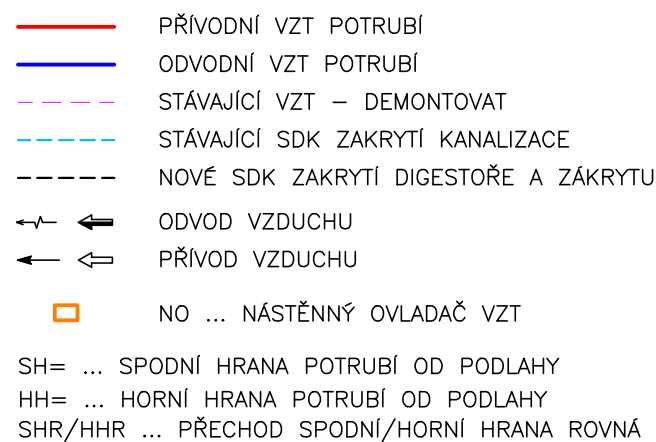 PŘÍVODNÍ VZT POTRUBÍ
ODVODNÍ VZT POTRUBÍ
STÁVAJÍCÍ VZT – DEMONTOVAT
STÁVAJÍCÍ SDK ZAKRYTÍ KANALIZACE
NOVÉ SDK ZAKRYTÍ DIGESTOŘE A ZÁKRYTU
ODVOD VZDUCHU
PŘÍVOD VZDUCHU
NO ... NÁSTĚNNÝ OVLADAČ VZT
SH= ... SPODNÍ HRANA POTRUBÍ OD PODLAHY
HH= ... HORNÍ HRANA POTRUBÍ OD PODLAHY
SHR/HHR ... PŘECHOD SPODNÍ/HORNÍ HRANA ROVNÁ